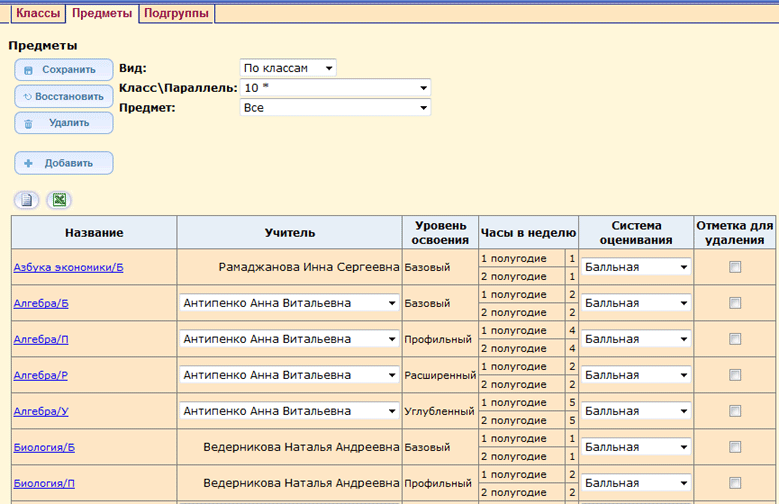 Классы Предметы Подгруппы
Предметы
Сохранить Вид: По классам
Восстановить Класс\Параллель: 10 *
Удалить Предмет: Все
Добавить
Название Учитель Уровень освоения Часы в неделю Система оценивания Отметка для удаления
Азбука экономики/Б Рамаджанова Инна Сергеевна Базовый 1 полугодие 1 Балльная
2 полугодие 1
Алгебра/Б Антипенко Анна Витальевна Базовый 1 полугодие 2 Балльная
2 полугодие 2
Алгебра/П Антипенко Анна Витальевна Профильный 1 полугодие 4 Балльная
2 полугодие 4
Алгебра/Р Антипенко Анна Витальевна Расширенный 1 полугодие 2 Балльная
2 полугодие 2
Алгебра/У Антипенко Анна Витальевна Углубленный 1 полугодие 5 Балльная
2 полугодие 5
Биология/Б Ведерникова Наталья Андреевна Базовый 1 полугодие 1 Балльная
2 полугодие 1
Биология/П Ведерникова Наталья Андреевна Профильный 1 полугодие 2 Балльная
2 полугодие 2